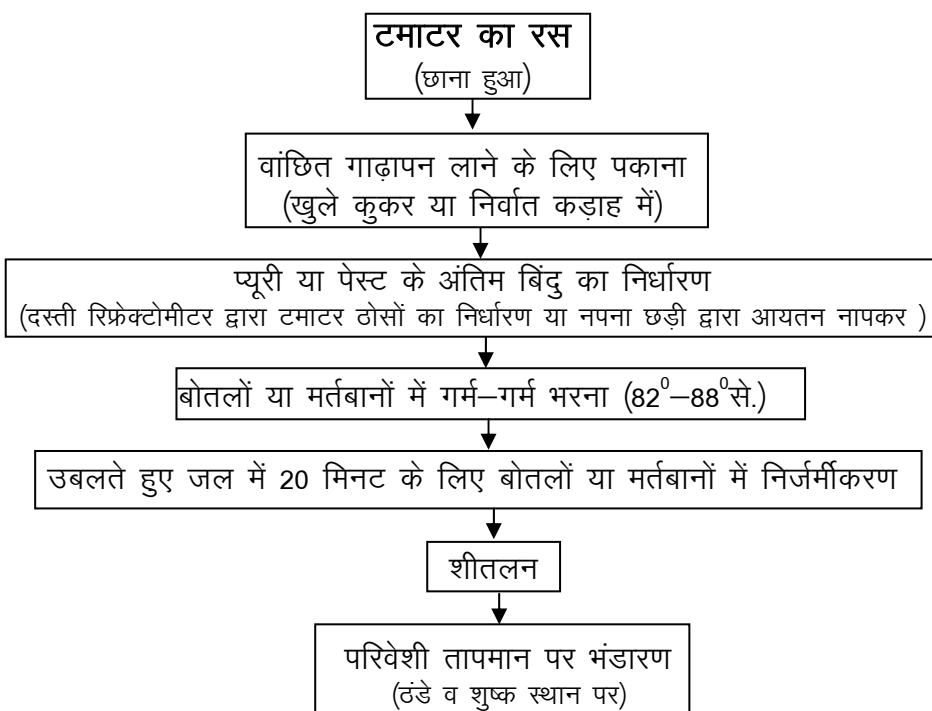 टमाटर का रस
(छाना हुआ)
वांछित गाढ़ापन लाने के लिए पकाना
(खुले कुकर या निर्वात कड़ाह में)
प्यूरी या पेस्ट के अंतिम बिंदु का निर्धारण
(दस्ती रिफ्रेक्टोमीटर द्वारा टमाटर ठोसों का निर्धारण या नपना छड़ी द्वारा आयतन नापकर )
बोतलों या मर्तबानों में गर्म–गर्म भरना (82⁰–88⁰से.)
उबलते हुए जल में 20 मिनट के लिए बोतलों या मर्तबानों में निर्जर्मीकरण
शीतलन
परिवेशी तापमान पर भंडारण
(ठंडे व शुष्क स्थान पर)